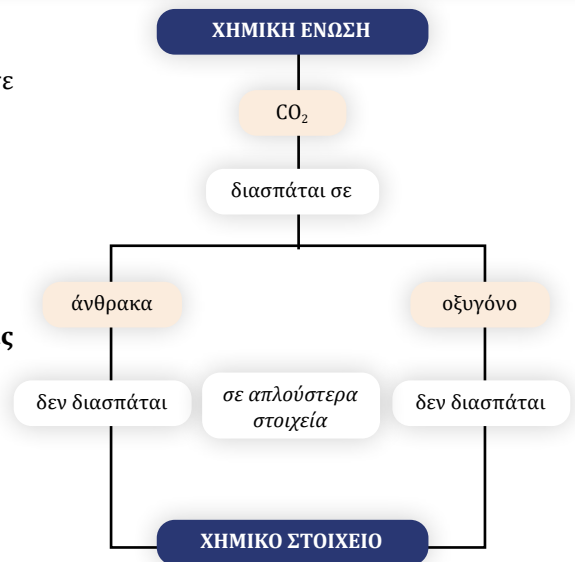 ΧΗΜΙΚΗ ΕΝΩΣΗ
CO₂
διασπάται σε
άνθρακα
οξυγόνο
δεν διασπάται
σε απλούστερα
στοιχεία
δεν διασπάται
ΧΗΜΙΚΟ ΣΤΟΙΧΕΙΟ